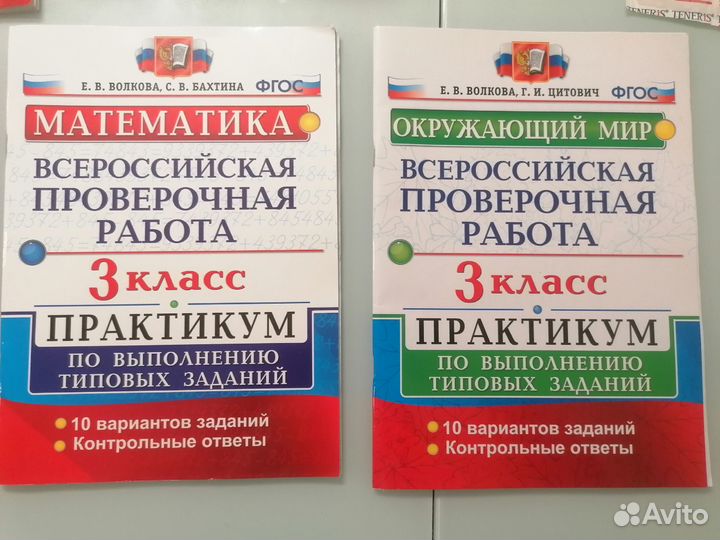 Е. В. ВОЛКОВА, С. В. БАХТИНА
ФГОС
МАТЕМАТИКА
ВСЕРОССИЙСКАЯ
ПРОВЕРОЧНАЯ
РАБОТА
3 КЛАСС
ПРАКТИКУМ
ПО ВЫПОЛНЕНИЮ
ТИПОВЫХ ЗАДАНИЙ
10 вариантов заданий
Контрольные ответы
Е. В. ВОЛКОВА, Г. И. ЦИТОВИЧ
ФГОС
ОКРУЖАЮЩИЙ МИР
ВСЕРОССИЙСКАЯ
ПРОВЕРОЧНАЯ
РАБОТА
3 КЛАСС
ПРАКТИКУМ
ПО ВЫПОЛНЕНИЮ
ТИПОВЫХ ЗАДАНИЙ
10 вариантов заданий
Контрольные ответы
TENERIS
Avito